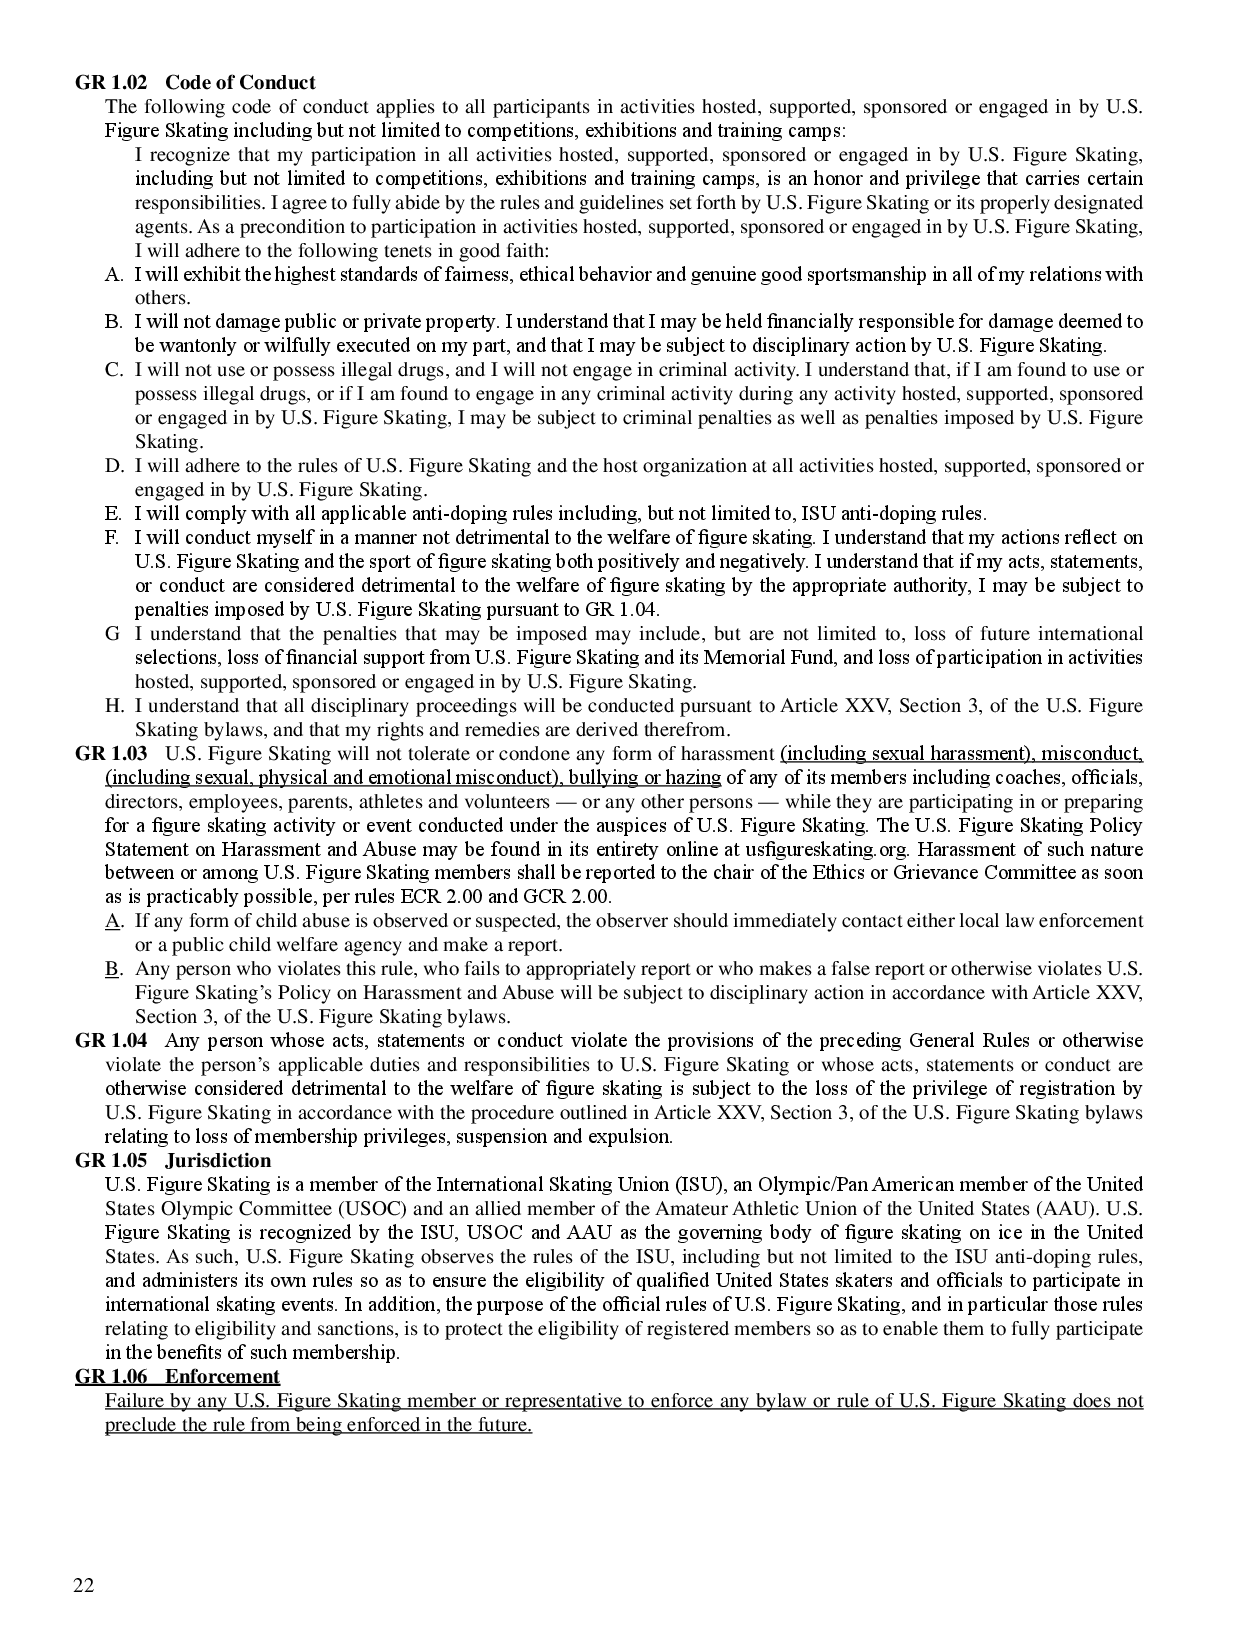 GR 1.02 Code of Conduct
The following code of conduct applies to all participants in activities hosted, supported, sponsored or engaged in by U.S.
Figure Skating including but not limited to competitions, exhibitions and training camps:
I recognize that my participation in all activities hosted, supported, sponsored or engaged in by U.S. Figure Skating,
including but not limited to competitions, exhibitions and training camps, is an honor and privilege that carries certain
responsibilities. I agree to fully abide by the rules and guidelines set forth by U.S. Figure Skating or its properly designated
agents. As a precondition to participation in activities hosted, supported, sponsored or engaged in by U.S. Figure Skating,
I will adhere to the following tenets in good faith:
A. I will exhibit the highest standards of fairness, ethical behavior and genuine good sportsmanship in all of my relations with
others.
B. I will not damage public or private property. I understand that I may be held financially responsible for damage deemed to
be wantonly or wilfully executed on my part, and that I may be subject to disciplinary action by U.S. Figure Skating.
C. I will not use or possess illegal drugs, and I will not engage in criminal activity. I understand that, if I am found to use or
possess illegal drugs, or if I am found to engage in any criminal activity during any activity hosted, supported, sponsored
or engaged in by U.S. Figure Skating, I may be subject to criminal penalties as well as penalties imposed by U.S. Figure
Skating.
D. I will adhere to the rules of U.S. Figure Skating and the host organization at all activities hosted, supported, sponsored or
engaged in by U.S. Figure Skating.
E. I will comply with all applicable anti-doping rules including, but not limited to, ISU anti-doping rules.
F. I will conduct myself in a manner not detrimental to the welfare of figure skating. I understand that my actions reflect on
U.S. Figure Skating and the sport of figure skating both positively and negatively. I understand that if my acts, statements,
or conduct are considered detrimental to the welfare of figure skating by the appropriate authority, I may be subject to
penalties imposed by U.S. Figure Skating pursuant to GR 1.04.
G I understand that the penalties that may be imposed may include, but are not limited to, loss of future international
selections, loss of financial support from U.S. Figure Skating and its Memorial Fund, and loss of participation in activities
hosted, supported, sponsored or engaged in by U.S. Figure Skating.
H. I understand that all disciplinary proceedings will be conducted pursuant to Article XXV, Section 3, of the U.S. Figure
Skating bylaws, and that my rights and remedies are derived therefrom.
GR 1.03 U.S. Figure Skating will not tolerate or condone any form of harassment (including sexual harassment), misconduct,
(including sexual, physical and emotional misconduct), bullying or hazing of any of its members including coaches, officials,
directors, employees, parents, athletes and volunteers — or any other persons — while they are participating in or preparing
for a figure skating activity or event conducted under the auspices of U.S. Figure Skating. The U.S. Figure Skating Policy
Statement on Harassment and Abuse may be found in its entirety online at usfigureskating.org. Harassment of such nature
between or among U.S. Figure Skating members shall be reported to the chair of the Ethics or Grievance Committee as soon
as is practicably possible, per rules ECR 2.00 and GCR 2.00.
A. If any form of child abuse is observed or suspected, the observer should immediately contact either local law enforcement
or a public child welfare agency and make a report.
B. Any person who violates this rule, who fails to appropriately report or who makes a false report or otherwise violates U.S.
Figure Skating’s Policy on Harassment and Abuse will be subject to disciplinary action in accordance with Article XXV,
Section 3, of the U.S. Figure Skating bylaws.
GR 1.04 Any person whose acts, statements or conduct violate the provisions of the preceding General Rules or otherwise
violate the person’s applicable duties and responsibilities to U.S. Figure Skating or whose acts, statements or conduct are
otherwise considered detrimental to the welfare of figure skating is subject to the loss of the privilege of registration by
U.S. Figure Skating in accordance with the procedure outlined in Article XXV, Section 3, of the U.S. Figure Skating bylaws
relating to loss of membership privileges, suspension and expulsion.
GR 1.05 Jurisdiction
U.S. Figure Skating is a member of the International Skating Union (ISU), an Olympic/Pan American member of the United
States Olympic Committee (USOC) and an allied member of the Amateur Athletic Union of the United States (AAU). U.S.
Figure Skating is recognized by the ISU, USOC and AAU as the governing body of figure skating on ice in the United
States. As such, U.S. Figure Skating observes the rules of the ISU, including but not limited to the ISU anti-doping rules,
and administers its own rules so as to ensure the eligibility of qualified United States skaters and officials to participate in
international skating events. In addition, the purpose of the official rules of U.S. Figure Skating, and in particular those rules
relating to eligibility and sanctions, is to protect the eligibility of registered members so as to enable them to fully participate
in the benefits of such membership.
GR 1.06 Enforcement
Failure by any U.S. Figure Skating member or representative to enforce any bylaw or rule of U.S. Figure Skating does not
preclude the rule from being enforced in the future.
22